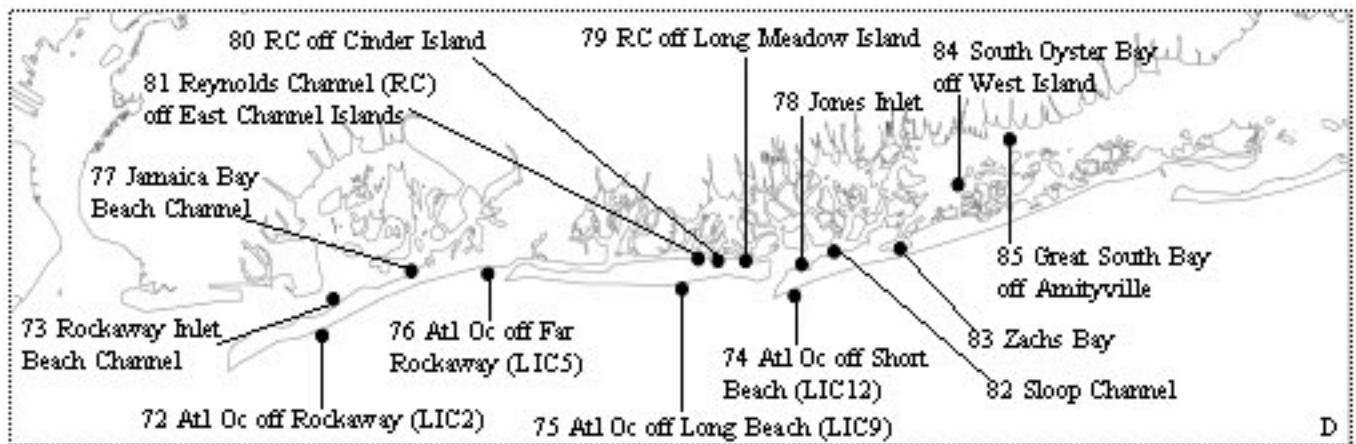 80 RC off Cinder Island
79 RC off Long Meadow Island
84 South Oyster Bay
off West Island
81 Reynolds Channel (RC)
off East Channel Islands
78 Jones Inlet
77 Jamaica Bay
Beach Channel
85 Great South Bay
off Amityville
73 Rockaway Inlet
Beach Channel
76 Atl Oc off Far
Rockaway (LIC5)
74 Atl Oc off Short
Beach (LIC12)
83 Zachs Bay
82 Sloop Channel
72 Atl Oc off Rockaway (LIC2)
75 Atl Oc off Long Beach (LIC9)
D